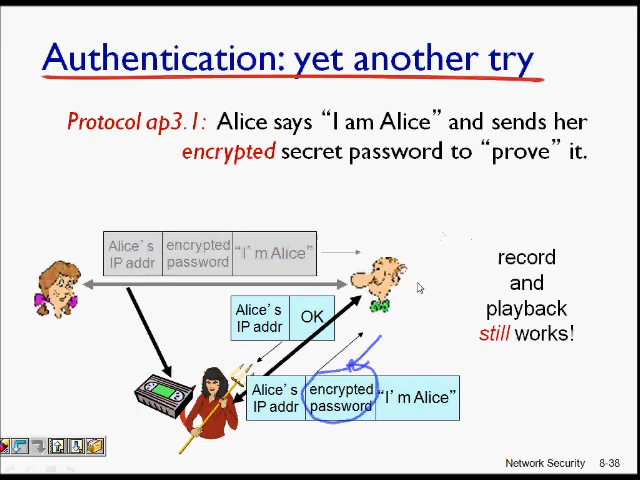 Authentication: yet another try
Protocol ap3.1: Alice says “I am Alice” and sends her
encrypted secret password to “prove” it.
Alice’s
IP addr
encrypted
password
“I’m Alice”
record
and
playback
still works!
Alice’s
IP addr
OK
Alice’s
IP addr
encrypted
password
“I’m Alice”
Network Security 8-38